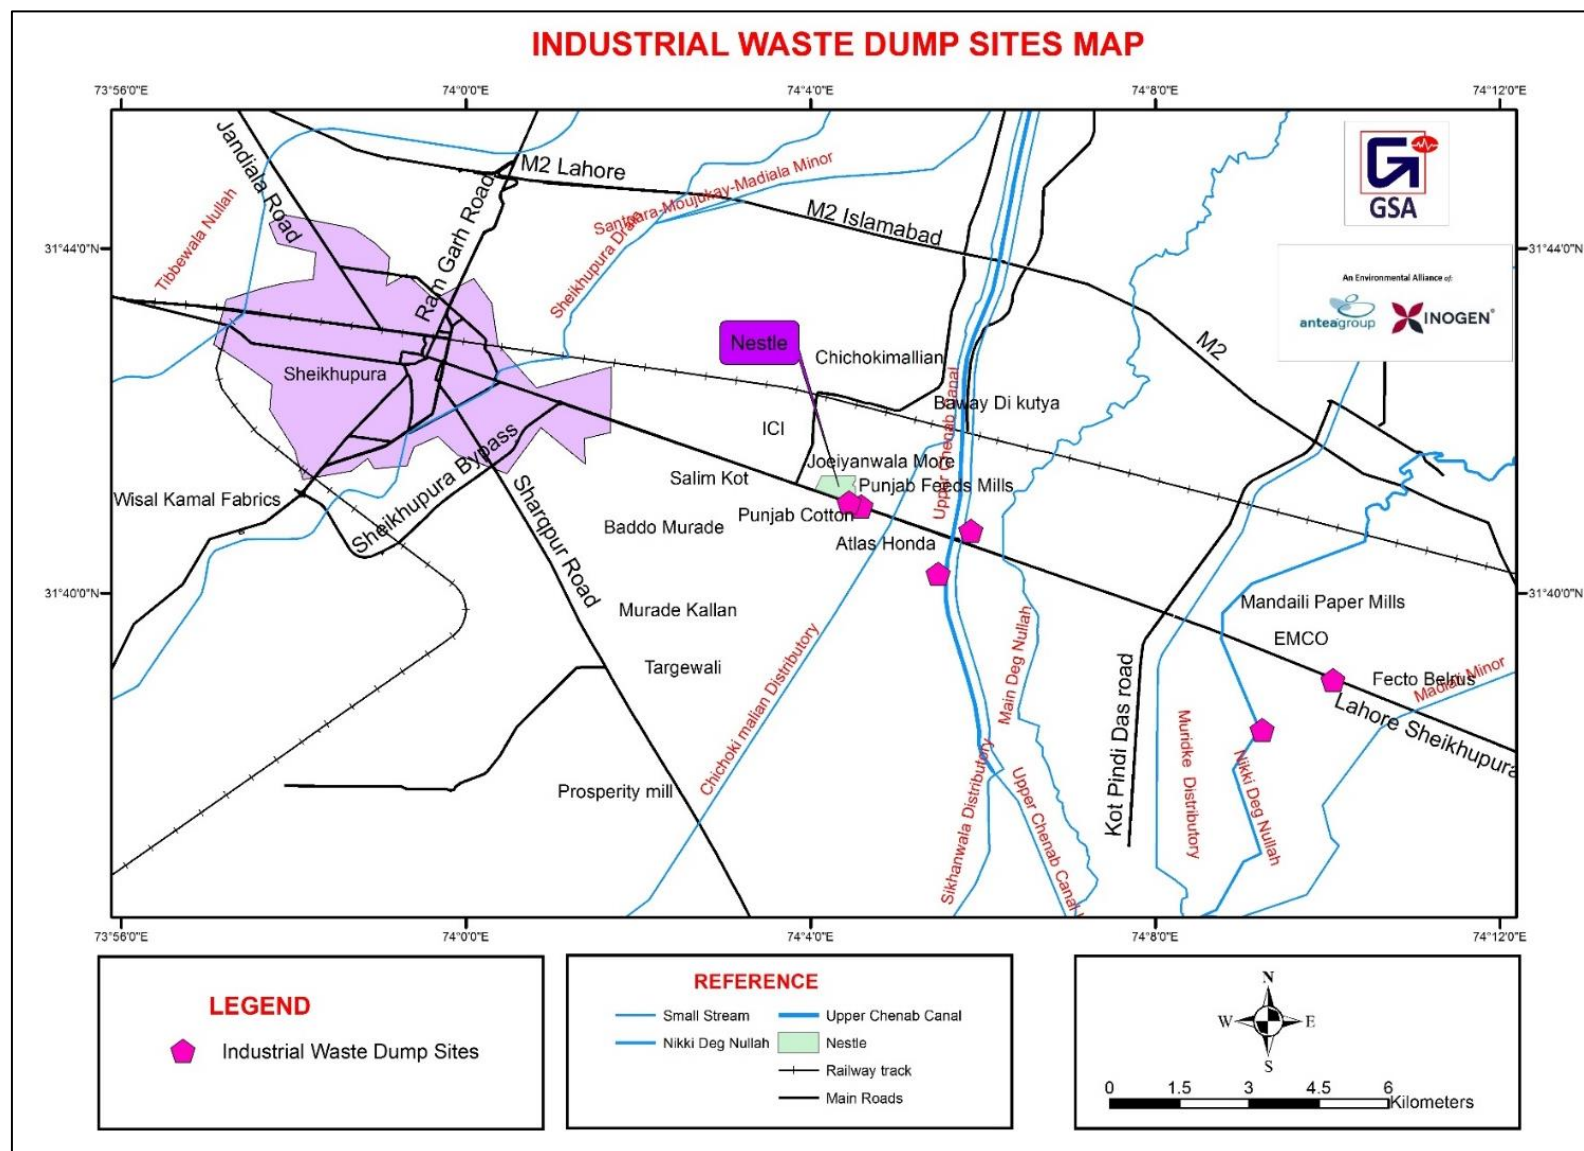 INDUSTRIAL WASTE DUMP SITES MAP
73°56'0"E
74°0'0"E
74°4'0"E
74°8'0"E
74°12'0"E
31°44'0"N
31°44'0"N
31°40'0"N
31°40'0"N
GSA
An Environmental Alliance of:
anteagroup
INOGEN®
Jandiala Road
Ram Garh Road
M2 Lahore
Santpara-Moujukay-Madiala Minor
M2 Islamabad
Tibbewala Nullah
Sheikhupura Drain
M2
Nestle
Chichokimallian
Sheikhupura
Baway Di kutya
ICI
Upper Chenab Canal
Joeiyanwala More
Salim Kot
Punjab Feeds Mills
Wisal Kamal Fabrics
Sheikhupura Bypass
Sharqpur Road
Punjab Cotton
Baddo Murade
Atlas Honda
Murade Kallan
Mandaili Paper Mills
EMCO
Targewali
Fecto Belrus
Madiali Minor
Lahore Sheikhupura
Chichoki malian Distributory
Main Deg Nullah
Kot Pindi Das road
Muridke Distributory
Nikki Deg Nullah
Prosperity mill
Sikhanwala Distributory
Upper Chenab Canal
73°56'0"E
74°0'0"E
74°4'0"E
74°8'0"E
74°12'0"E
LEGEND
Industrial Waste Dump Sites
REFERENCE
Small Stream
Nikki Deg Nullah
Upper Chenab Canal
Nestle
Railway track
Main Roads
N
W
E
S
0 1.5 3 4.5 6
Kilometers